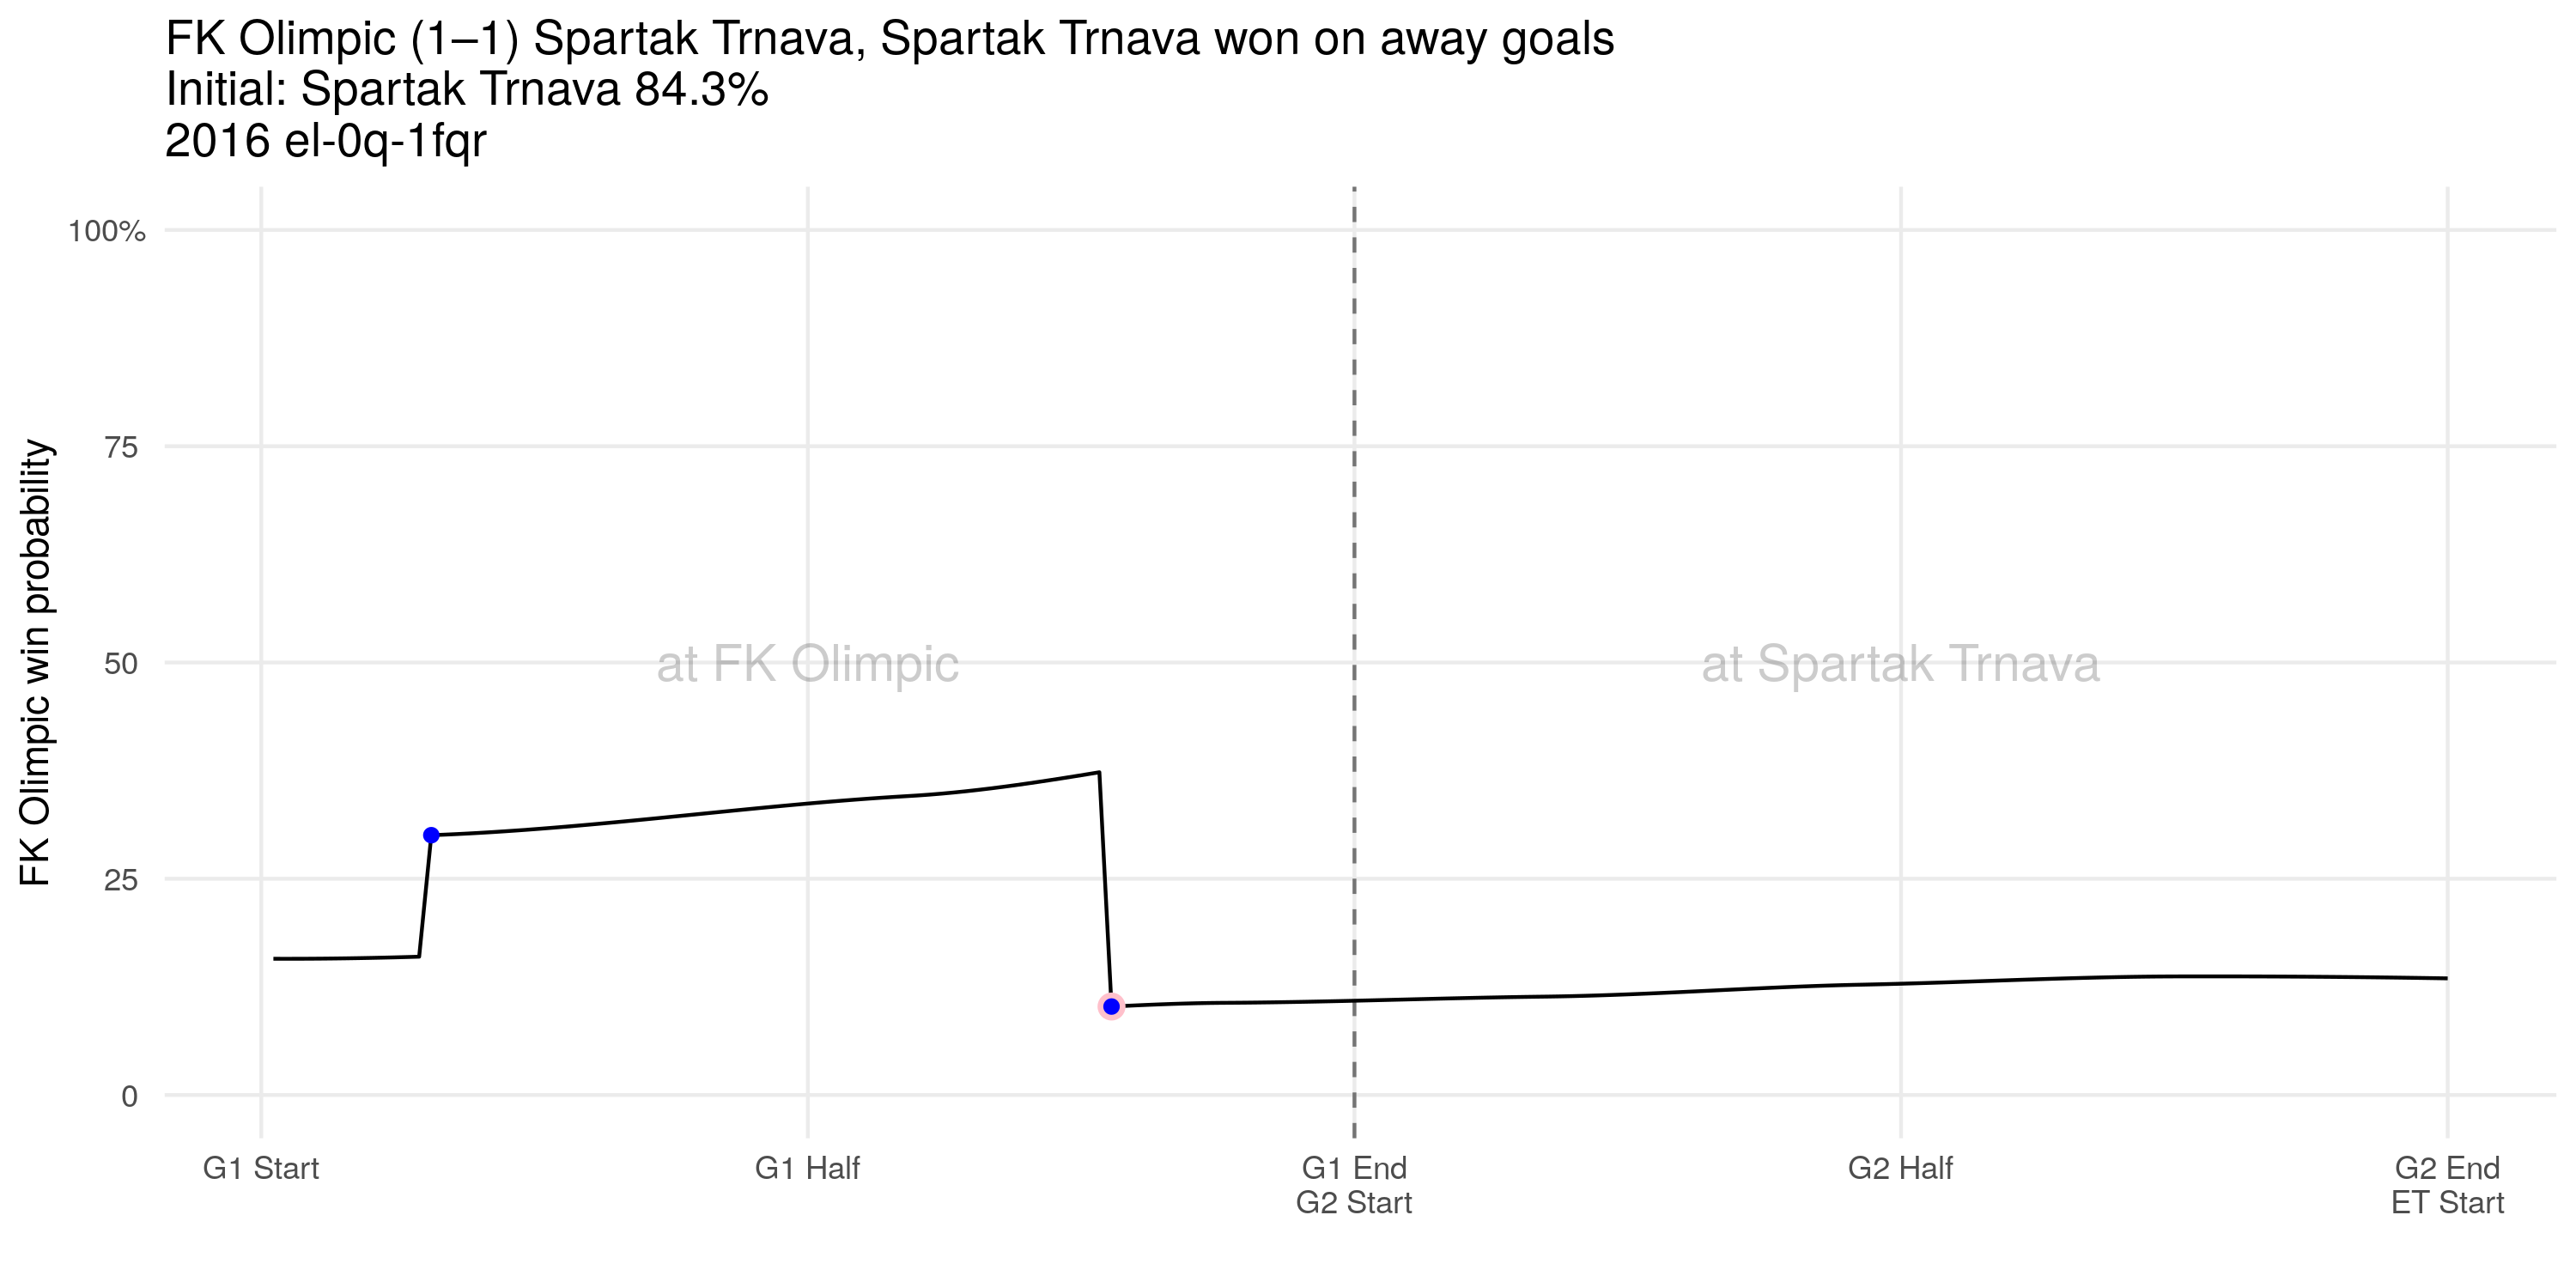 FK Olimpic (1–1) Spartak Trnava, Spartak Trnava won on away goals
Initial: Spartak Trnava 84.3%
2016 el-0q-1fqr
FK Olimpic win probability
100%
75
50
25
0
at FK Olimpic
at Spartak Trnava
G1 Start
G1 Half
G1 End
G2 Start
G2 Half
G2 End
ET Start